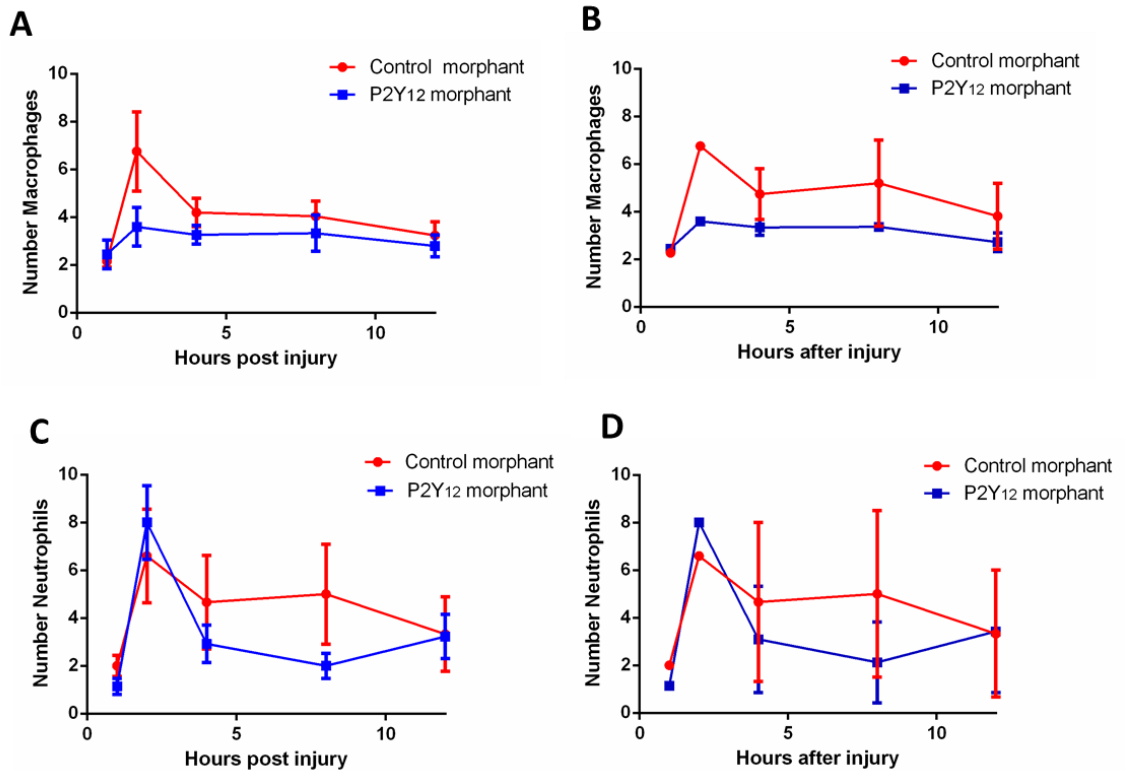 A
Control morphant
P2Y12 morphant
10
8
6
4
2
0
Number Macrophages
0
5
10
Hours post injury
B
Control morphant
P2Y12 morphant
10
8
6
4
2
0
Number Macrophages
0
5
10
Hours after injury
C
Control morphant
P2Y12 morphant
10
8
6
4
2
0
Number Neutrophils
0
5
10
Hours post injury
D
Control morphant
P2Y12 morphant
10
8
6
4
2
0
Number Neutrophils
0
5
10
Hours after injury